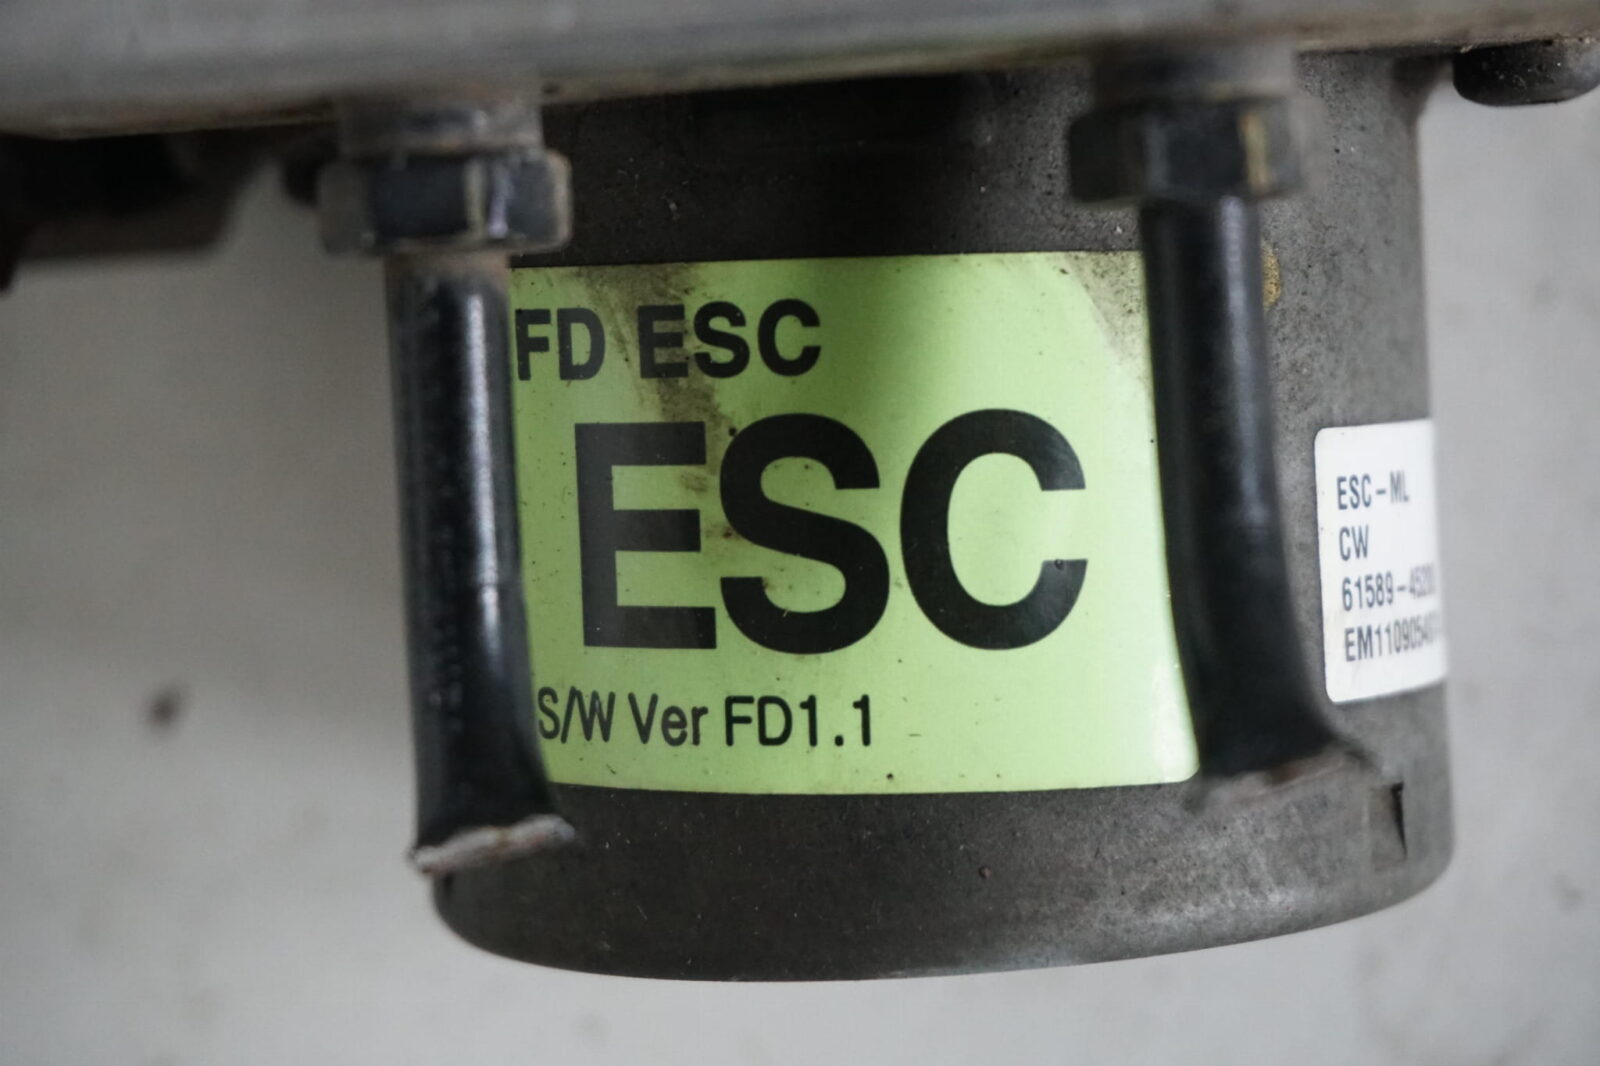 FD ESC
ESC
S/W Ver FD1.1
ESC-ML
CW